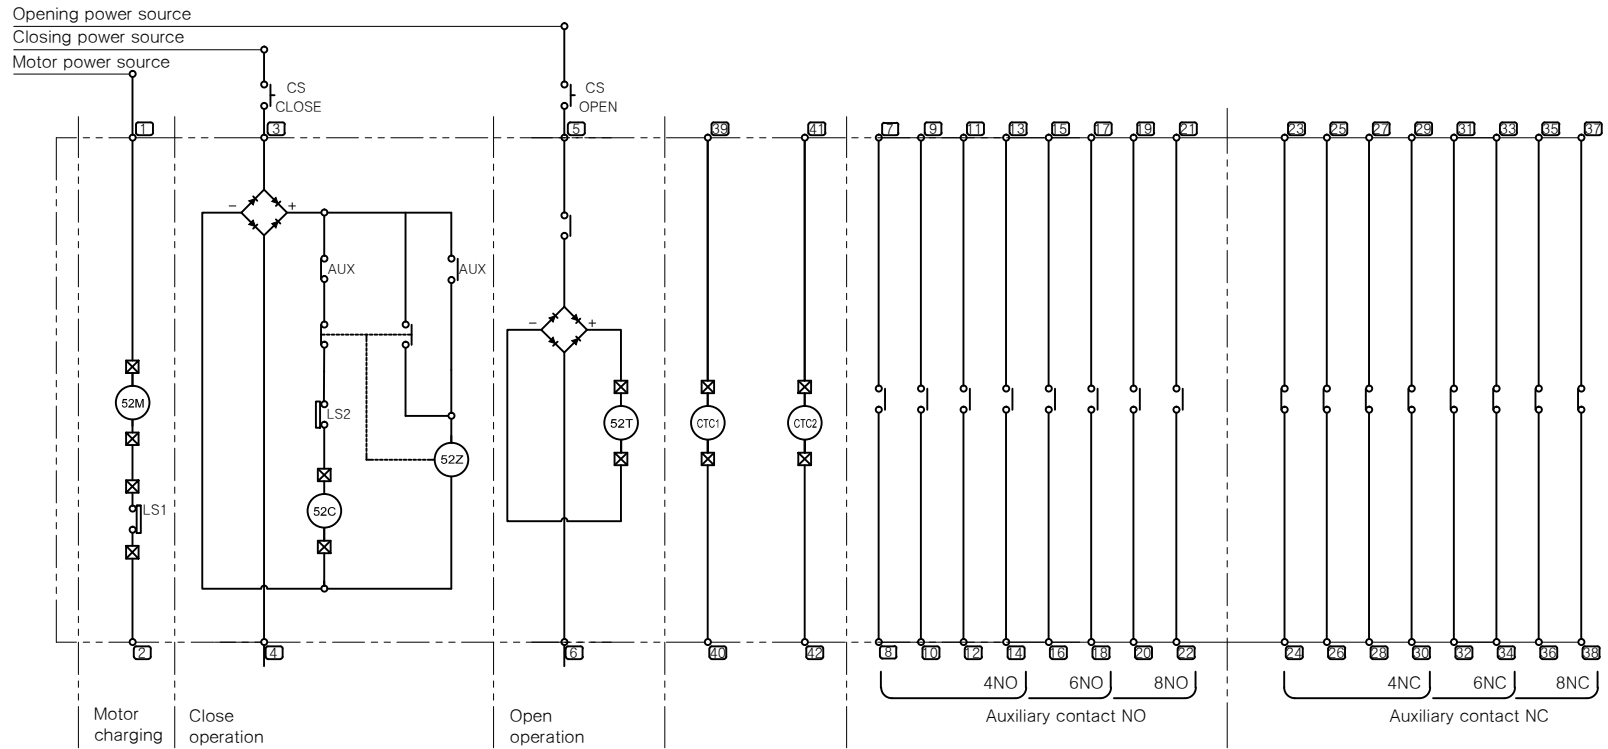 Opening power source
Closing power source
Motor power source
CS
CLOSE
CS
OPEN
1
3
5
39
41
7
9
11
13
15
17
19
21
23
25
27
29
31
33
35
37
−
+
AUX
AUX
−
+
52M
LS2
52T
CTC1
CTC2
52Z
LS1
52C
2
4
6
40
42
8
10
12
14
16
18
20
22
24
26
28
30
32
34
36
38
4NO
6NO
8NO
4NC
6NC
8NC
Motor
charging
Close
operation
Open
operation
Auxiliary contact NO
Auxiliary contact NC